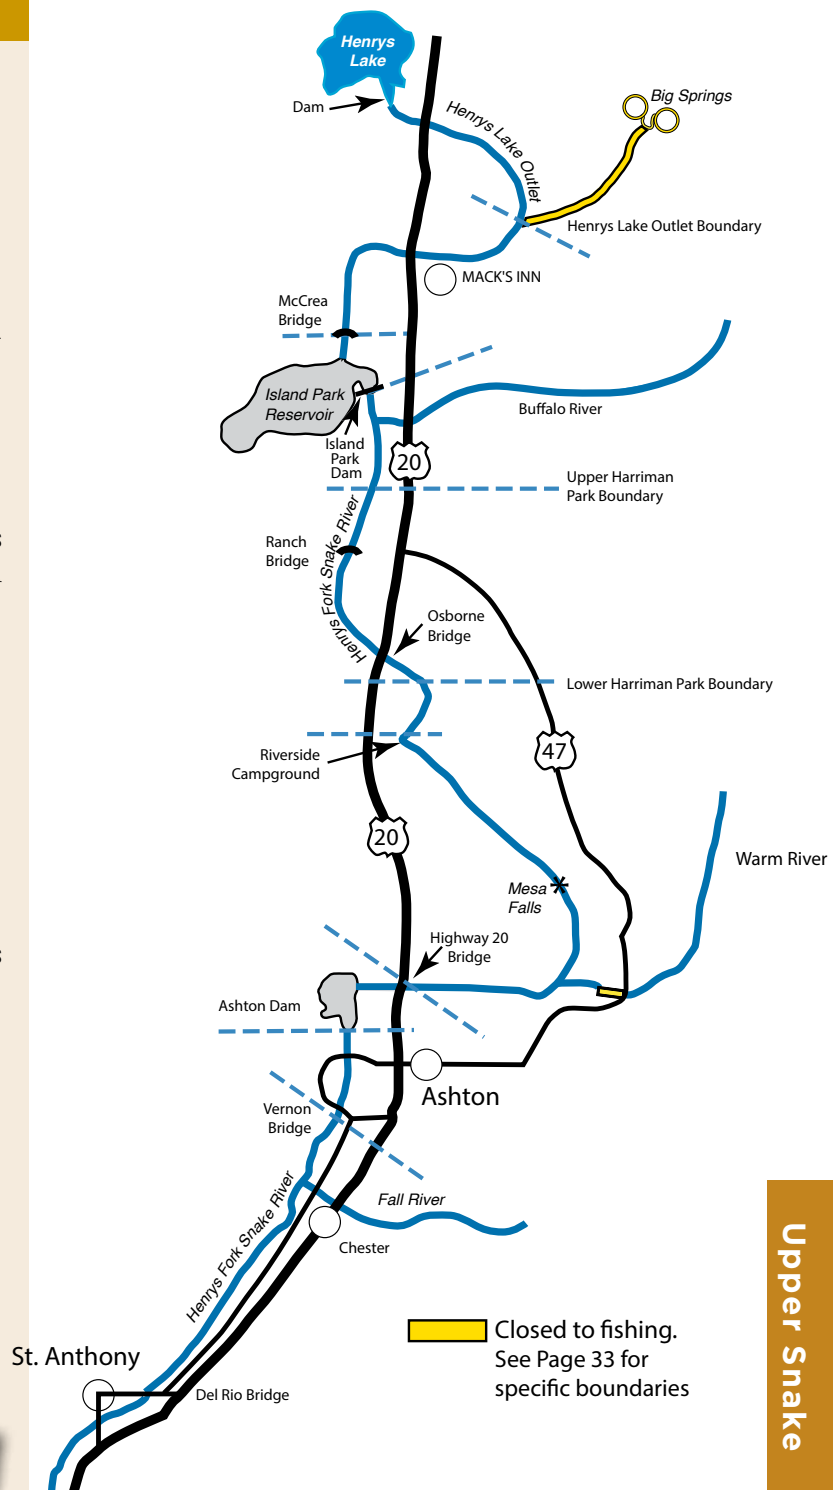 Henrys
Lake
Dam
Henrys Lake Outlet
Big Springs
Henrys Lake Outlet Boundary
MACK'S INN
McCrea
Bridge
Island Park
Reservoir
Buffalo River
Island
Park
Dam
20
Upper Harriman
Park Boundary
Henrys Fork Snake River
Ranch
Bridge
Osborne
Bridge
Lower Harriman Park Boundary
47
Riverside
Campground
20
Warm River
Mesa
Falls
Highway 20
Bridge
Ashton Dam
Ashton
Vernon
Bridge
Henrys Fork Snake River
Fall River
Chester
Closed to fishing.
See Page 33 for
specific boundaries
St. Anthony
Del Rio Bridge
Upper Snake